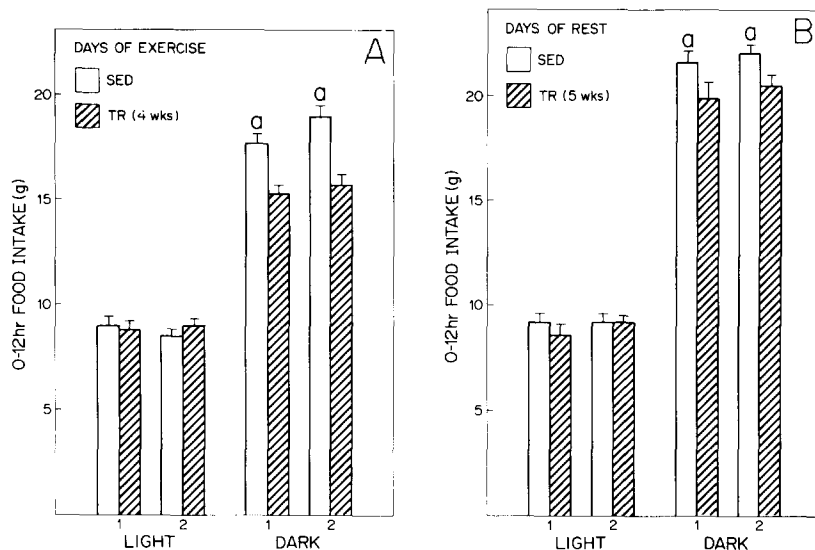 DAYS OF EXERCISE
A
SED
TR (4 wks)
a
a
20
15
10
5
0-12hr FOOD INTAKE (g)
1
2
1
2
LIGHT
DARK
DAYS OF REST
B
SED
TR (5 wks)
a
a
20
15
10
5
0-12hr FOOD INTAKE (g)
1
2
1
2
LIGHT
DARK